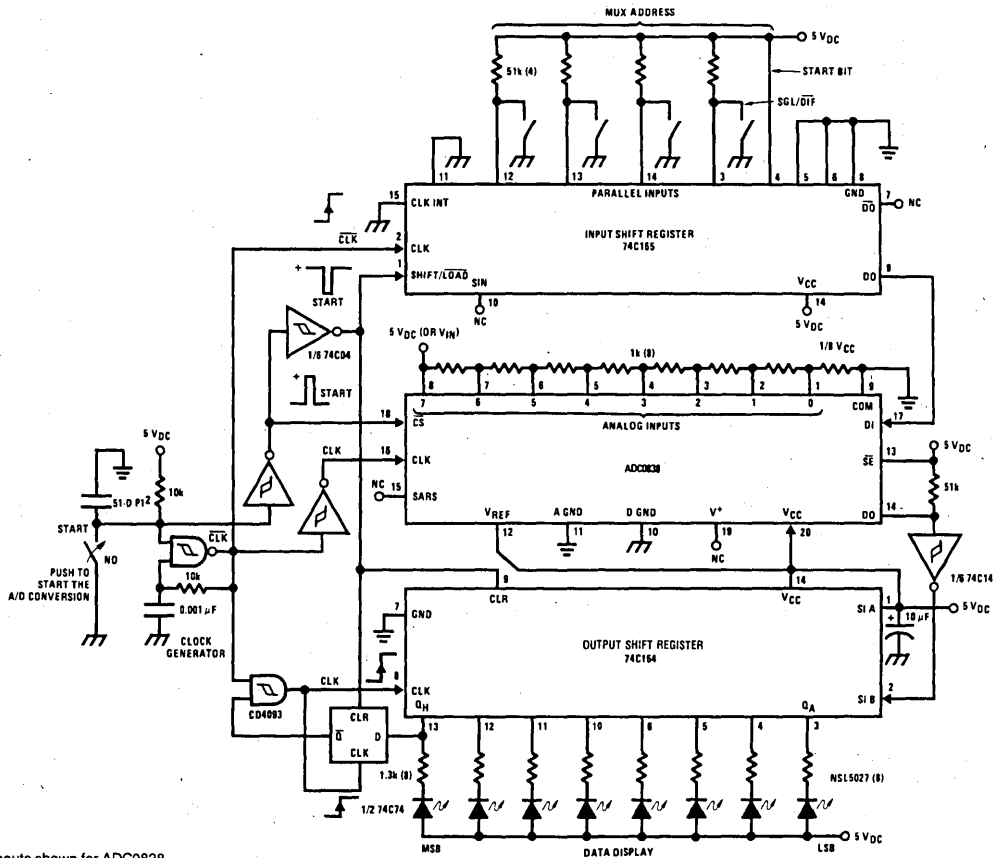 MUX ADDRESS
5 VDC
51k (4)
START BIT
SGL/DIF
11
12
13
14
3
4
5
6
8
PARALLEL INPUTS
GND
15
CLK INT
7
DO
NC
INPUT SHIFT REGISTER
74C165
CLK
2
CLK
1
SHIFT/LOAD
SIN
VCC
DO
9
+
START
10
NC
14
5 VDC
1/6 74C04
5 VDC (OR VIN)
1k (8)
1/8 VCC
+
START
8
7
6
5
4
3
2
1
9
7
6
5
4
3
2
1
0
COM
18
CS
ANALOG INPUTS
DI
17
CLK
16
CLK
ADC0838
SE
13
5 VDC
NC
15
SARS
51k
DO
14
5 VDC
51-D P1²
10k
VREF
A GND
D GND
V+
VCC
12
11
10
19
20
NC
START
NO
CLK
1/6 74C14
PUSH TO
START THE
A/D CONVERSION
10k
0.001 µF
CLOCK
GENERATOR
9
CLR
14
VCC
7
GND
SI A
1
5 VDC
+
10 µF
OUTPUT SHIFT REGISTER
74C164
CLK
8
CLK
SI B
2
CD4093
QH
QA
13
12
11
10
6
5
4
3
CLR
Q
D
CLK
1.3k (8)
NSL5027 (8)
1/2 74C74
MSB
DATA DISPLAY
LSB
5 VDC
shown for ADC0838